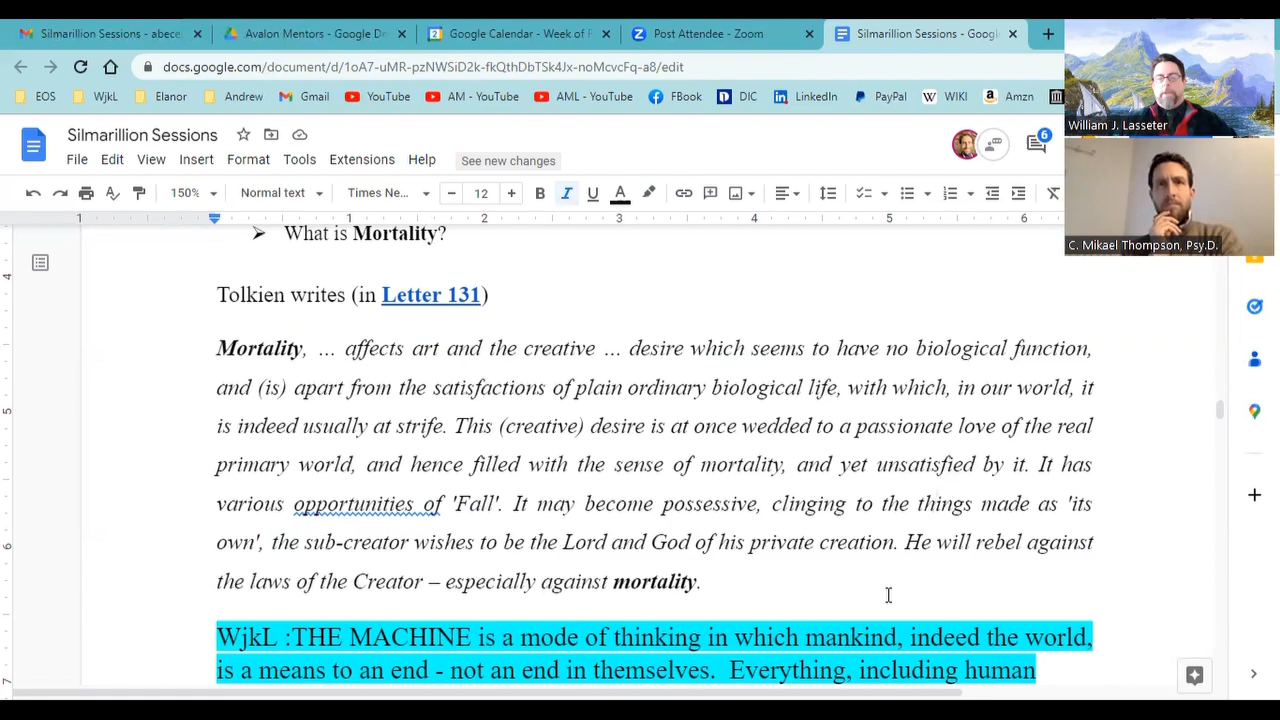 Silmarillion Sessions - abece
Avalon Mentors - Google Dr
Google Calendar - Week of F
Post Attendee - Zoom
Silmarillion Sessions - Goog
docs.google.com/document/d/1oA7-uMR-pzNWSiD2k-fkQthDbTSk4Jx-noMcvcFq-a8/edit
EOS WjkL Elanor Andrew Gmail YouTube AM - YouTube AML - YouTube FBook DIC LinkedIn PayPal WIKI Amzn
William J. Lasseter
Silmarillion Sessions
File Edit View Insert Format Tools Extensions Help See new changes
6
150% Normal text Times Ne... 12
C. Mikael Thompson, Psy.D.
1 1 2 3 4 5 6
What is Mortality?
Tolkien writes (in Letter 131)
Mortality, … affects art and the creative … desire which seems to have no biological function,
and (is) apart from the satisfactions of plain ordinary biological life, with which, in our world, it
is indeed usually at strife. This (creative) desire is at once wedded to a passionate love of the real
primary world, and hence filled with the sense of mortality, and yet unsatisfied by it. It has
various opportunities of 'Fall'. It may become possessive, clinging to the things made as 'its
own', the sub-creator wishes to be the Lord and God of his private creation. He will rebel against
the laws of the Creator – especially against mortality.
WjkL :THE MACHINE is a mode of thinking in which mankind, indeed the world,
is a means to an end - not an end in themselves. Everything, including human